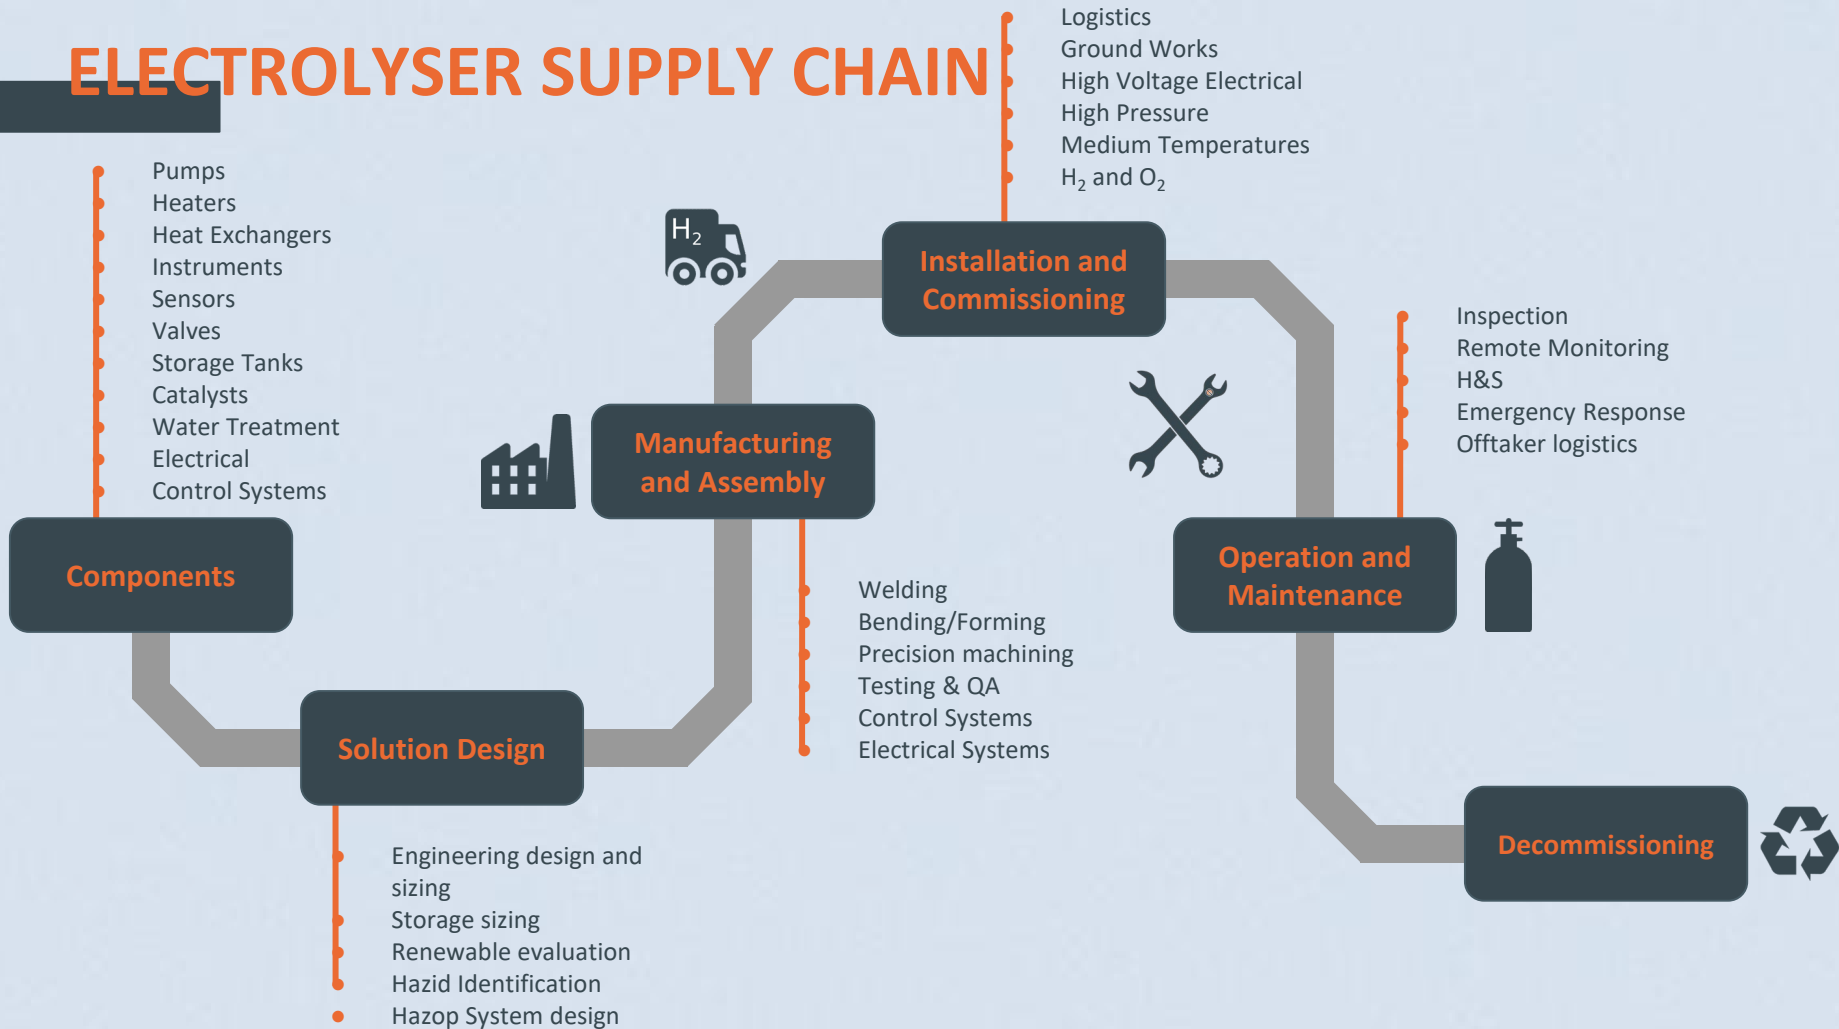 ELECTROLYSER SUPPLY CHAIN
Pumps
Heaters
Heat Exchangers
Instruments
Sensors
Valves
Storage Tanks
Catalysts
Water Treatment
Electrical
Control Systems
Components
Solution Design
Engineering design and
sizing
Storage sizing
Renewable evaluation
Hazid Identification
Hazop System design
Manufacturing
and Assembly
Welding
Bending/Forming
Precision machining
Testing & QA
Control Systems
Electrical Systems
H₂
Logistics
Ground Works
High Voltage Electrical
High Pressure
Medium Temperatures
H₂ and O₂
Installation and
Commissioning
Inspection
Remote Monitoring
H&S
Emergency Response
Offtaker logistics
Operation and
Maintenance
Decommissioning